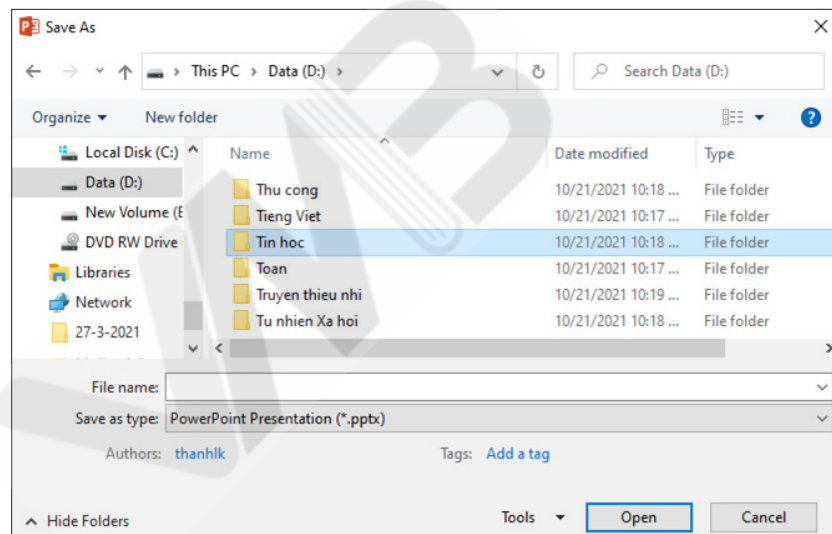 Save As
This PC > Data (D:) >
Search Data (D:)
Organize
New folder
Name Date modified Type
Local Disk (C:)
Data (D:)
New Volume (E
DVD RW Drive
Libraries
Network
27-3-2021
Thu cong 10/21/2021 10:18 ... File folder
Tieng Viet 10/21/2021 10:17 ... File folder
Tin hoc 10/21/2021 10:18 ... File folder
Toan 10/21/2021 10:17 ... File folder
Truyen thieu nhi 10/21/2021 10:19 ... File folder
Tu nhien Xa hoi 10/21/2021 10:18 ... File folder
File name:
Save as type: PowerPoint Presentation (*.pptx)
Authors: thanhlk Tags: Add a tag
Hide Folders Tools Open Cancel